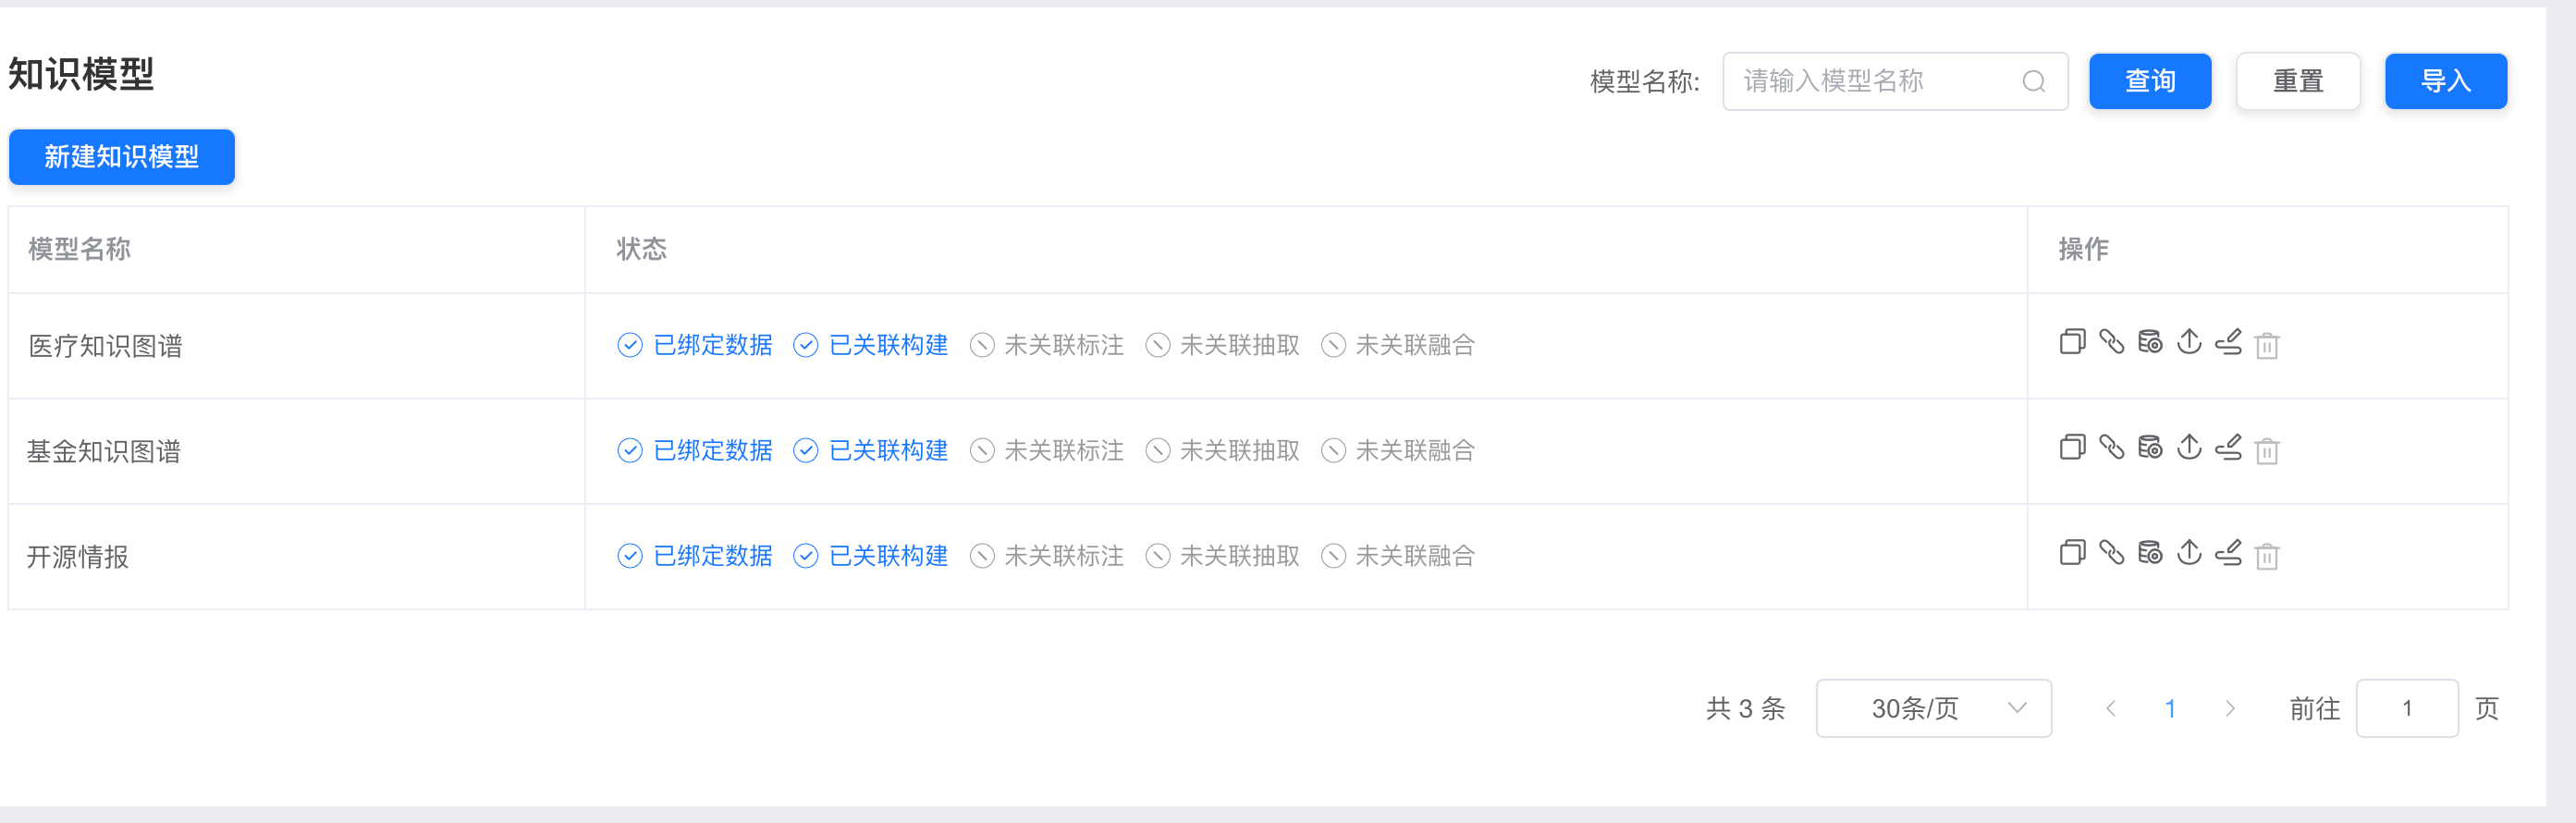 知识模型
模型名称: 请输入模型名称 查询 重置 导入
新建知识模型
模型名称 状态 操作
医疗知识图谱 已绑定数据 已关联构建 未关联标注 未关联抽取 未关联融合
基金知识图谱 已绑定数据 已关联构建 未关联标注 未关联抽取 未关联融合
开源情报 已绑定数据 已关联构建 未关联标注 未关联抽取 未关联融合
共 3 条 30条/页 1 前往 1 页